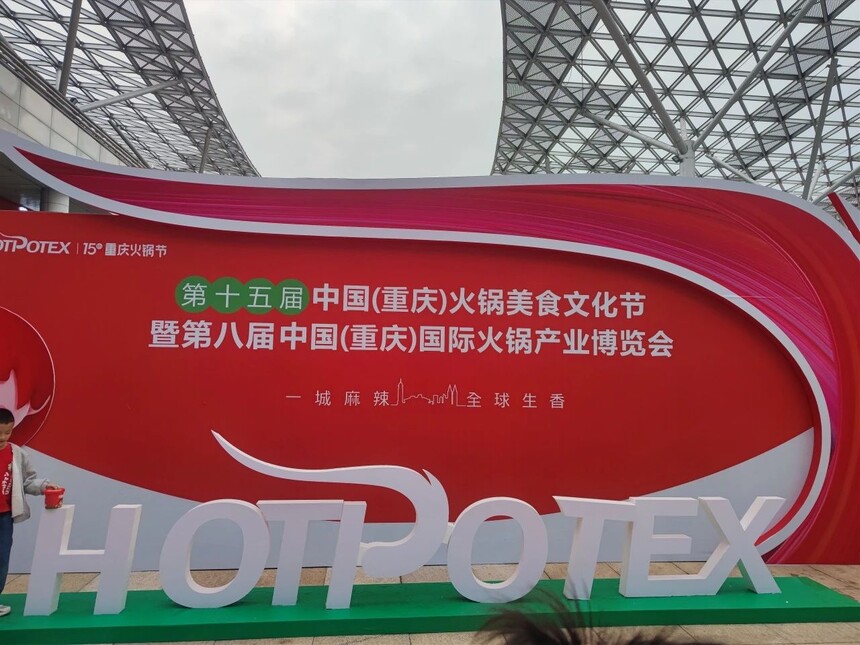 HOTPOTEX | 15th 重庆火锅节
第十五届 中国(重庆)火锅美食文化节
暨第八届中国(重庆)国际火锅产业博览会
一城麻辣 全球生香
HOTPOTEX